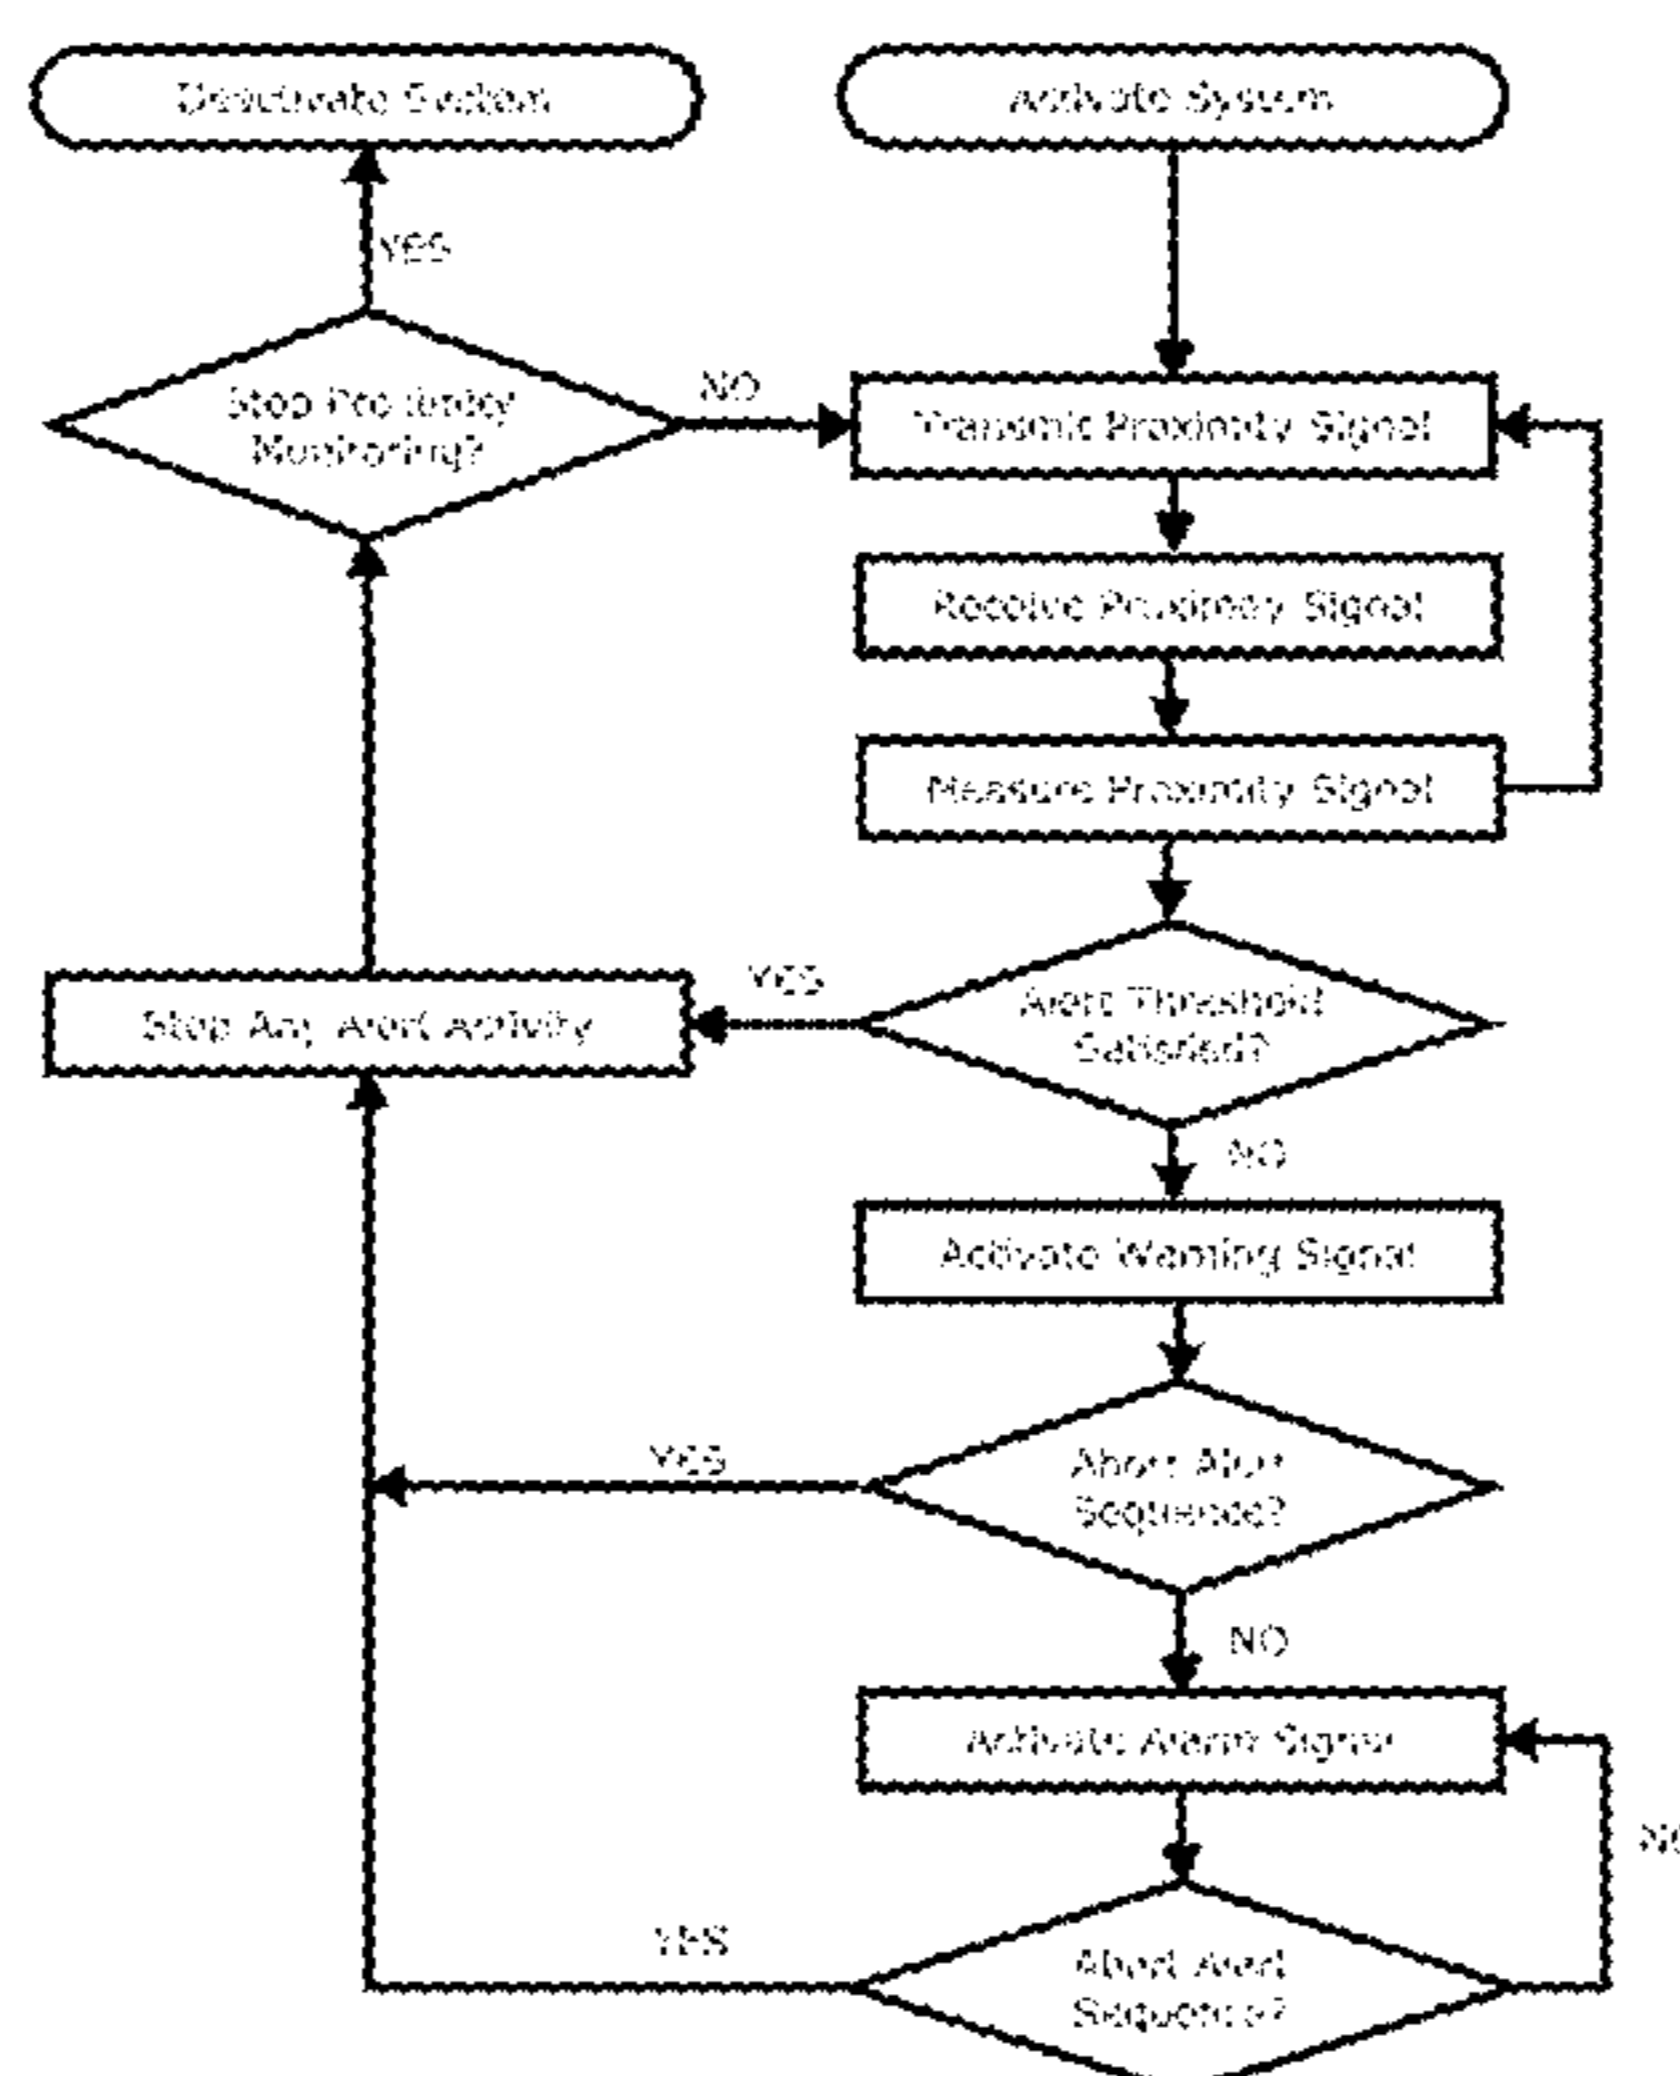 Deactivate System
Activate System
YES
Stop Proximity
Monitoring?
NO
Transmit Proximity Signal
Receive Proximity Signal
Measure Proximity Signal
Stop Any Alert Activity
YES
Alert Threshold
Satisfied?
NO
Activate Warning Signal
YES
Abort Alert
Sequence?
NO
Activate Alarm Signal
YES
Abort Alert
Sequence?